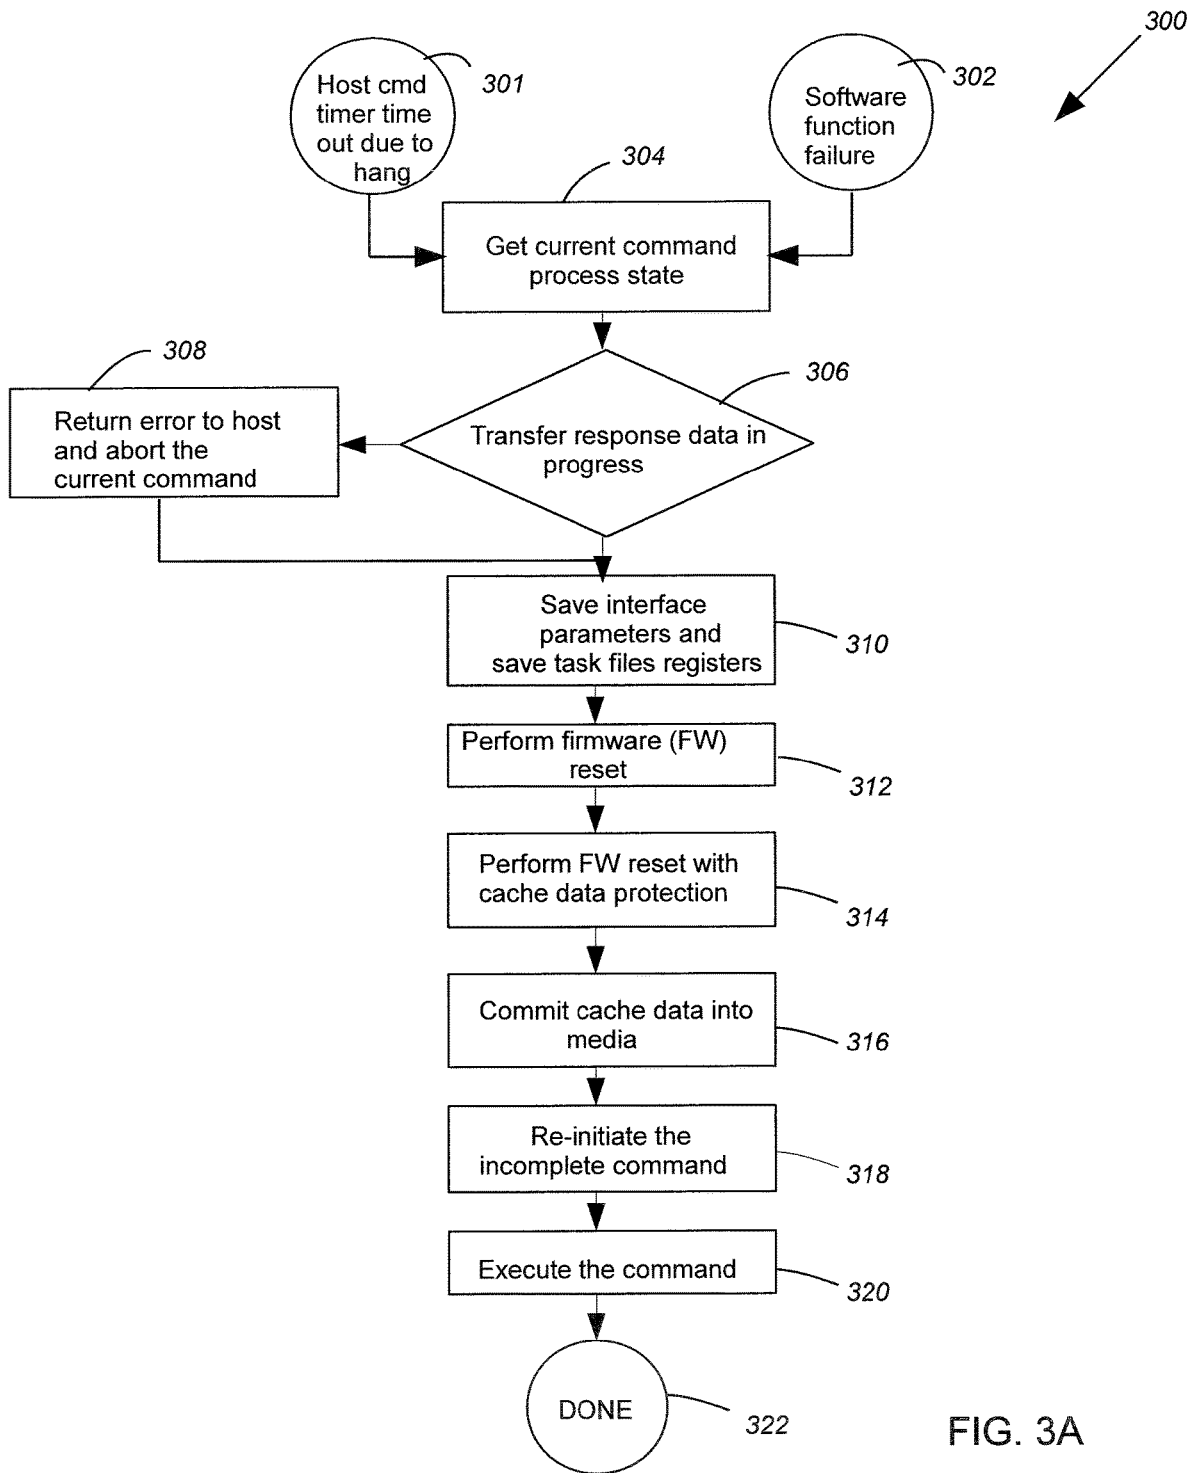 300
Host cmd
timer time
out due to
hang
301
Software
function
failure
302
304
Get current command
process state
308
Return error to host
and abort the
current command
306
Transfer response data in
progress
Save interface
parameters and
save task files registers
310
Perform firmware (FW)
reset
312
Perform FW reset with
cache data protection
314
Commit cache data into
media
316
Re-initiate the
incomplete command
318
Execute the command
320
DONE
322
FIG. 3A